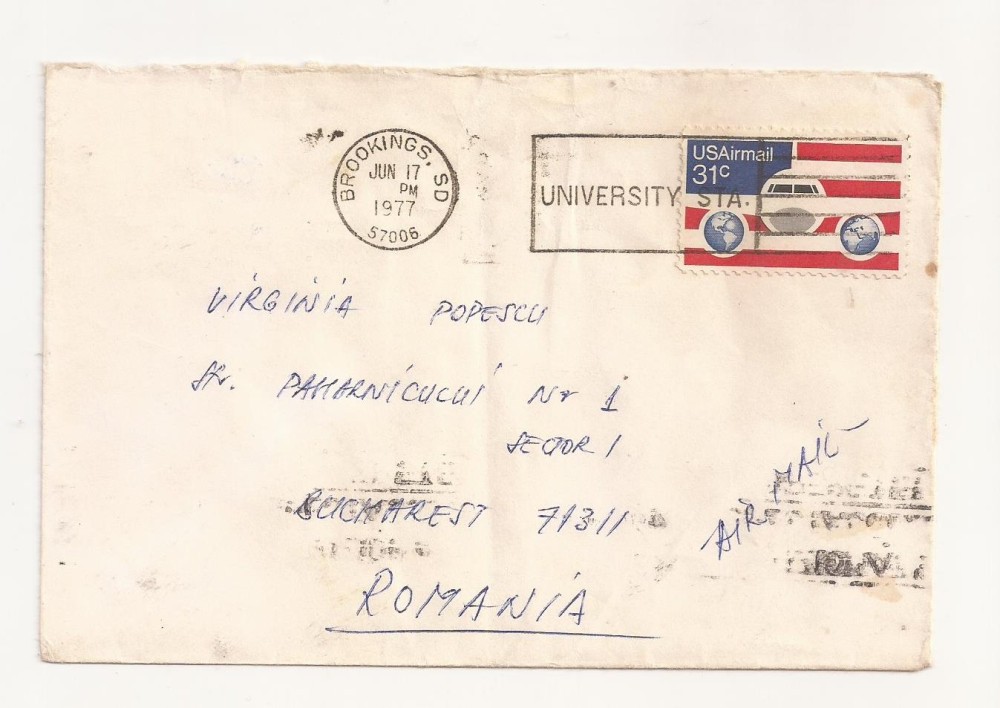 BROOKINGS, SD
JUN 17
PM
1977
57006
UNIVERSITY STA.
USAirmail
31c
VIRGINIA POPESCU
Str. PAHARNICULUI Nr 1
SECTOR 1
BUCHAREST 71311
AIR MAIL
ROMANIA